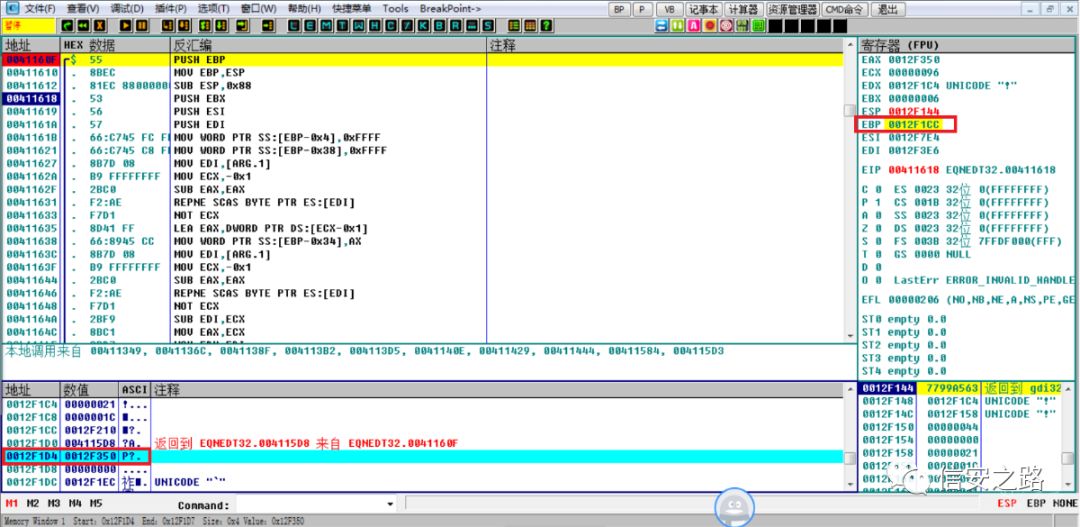 文件(F) 查看(V) 调试(D) 插件(P) 选项(T) 窗口(W) 帮助(H) 快捷菜单 Tools BreakPoint-> BP P VB 记事本 计算器 资源管理器 CMD命令 退出
暂停 L E M T W H C / K B R ... S
地址 HEX 数据 反汇编 注释
0041160F $ 55 PUSH EBP
00411610 . 8BEC MOV EBP,ESP
00411612 . 81EC 8800000 SUB ESP,0x88
00411618 . 53 PUSH EBX
00411619 . 56 PUSH ESI
0041161A . 57 PUSH EDI
0041161B . 66:C745 FC F MOV WORD PTR SS:[EBP-0x4],0xFFFF
00411621 . 66:C745 C8 F MOV WORD PTR SS:[EBP-0x38],0xFFFF
00411627 . 8B7D 08 MOV EDI,[ARG.1]
0041162A . B9 FFFFFFFF MOV ECX,-0x1
0041162F . 2BC0 SUB EAX,EAX
00411631 . F2:AE REPNE SCAS BYTE PTR ES:[EDI]
00411633 . F7D1 NOT ECX
00411635 . 8D41 FF LEA EAX,DWORD PTR DS:[ECX-0x1]
00411638 . 66:8945 CC MOV WORD PTR SS:[EBP-0x34],AX
0041163C . 8B7D 08 MOV EDI,[ARG.1]
0041163F . B9 FFFFFFFF MOV ECX,-0x1
00411644 . 2BC0 SUB EAX,EAX
00411646 . F2:AE REPNE SCAS BYTE PTR ES:[EDI]
00411648 . F7D1 NOT ECX
0041164A . 2BF9 SUB EDI,ECX
0041164C . 8BC1 MOV EAX,ECX
本地调用来自 00411349, 0041136C, 0041138F, 004113B2, 004113D5, 0041140E, 00411429, 00411444, 00411584, 004115D3
寄存器 (FPU)
EAX 0012F350
ECX 00000096
EDX 0012F1C4 UNICODE "!"
EBX 00000006
ESP 0012F144
EBP 0012F1CC
ESI 0012F7E4
EDI 0012F3E6
EIP 00411618 EQNEDT32.00411618
C 0 ES 0023 32位 0(FFFFFFFF)
P 1 CS 001B 32位 0(FFFFFFFF)
A 0 SS 0023 32位 0(FFFFFFFF)
Z 0 DS 0023 32位 0(FFFFFFFF)
S 0 FS 003B 32位 7FFDF000(FFF)
T 0 GS 0000 NULL
D 0
O 0 LastErr ERROR_INVALID_HANDLE
EFL 00000206 (NO,NB,NE,A,NS,PE,GE
ST0 empty 0.0
ST1 empty 0.0
ST2 empty 0.0
ST3 empty 0.0
ST4 empty 0.0
地址 数值 ASCI 注释
0012F1C4 00000021 !...
0012F1C8 0000001C ■...
0012F1CC 0012F210 ■?.
0012F1D0 004115D8 ?A. 返回到 EQNEDT32.004115D8 来自 EQNEDT32.0041160F
0012F1D4 0012F350 P?.
0012F1D8 00000000 ....
0012F1DC 0012F1EC UNICODE "`"
0012F144 7799A563 返回到 gdi32
0012F148 0012F1C4 UNICODE "!"
0012F14C 0012F158 UNICODE "!"
0012F150 00000044
0012F154 00000000
0012F158 00000021
信安之路
M1 M2 M3 M4 M5 Command: ESP EBP NONE
Memory Window 1 Start: 0x12F1D4 End: 0x12F1D7 Size: 0x4 Value: 0x12F350